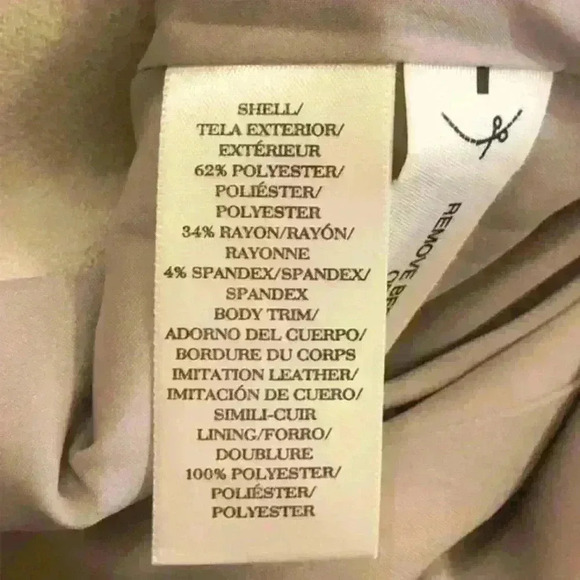 SHELL/
TELA EXTERIOR/
EXTÉRIEUR
62% POLYESTER/
POLIÉSTER/
POLYESTER
34% RAYON/RAYÓN/
RAYONNE
4% SPANDEX/SPANDEX/
SPANDEX
BODY TRIM/
ADORNO DEL CUERPO/
BORDURE DU CORPS
IMITATION LEATHER/
IMITACIÓN DE CUERO/
SIMILI-CUIR
LINING/FORRO/
DOUBLURE
100% POLYESTER/
POLIÉSTER/
POLYESTER
REMOVE